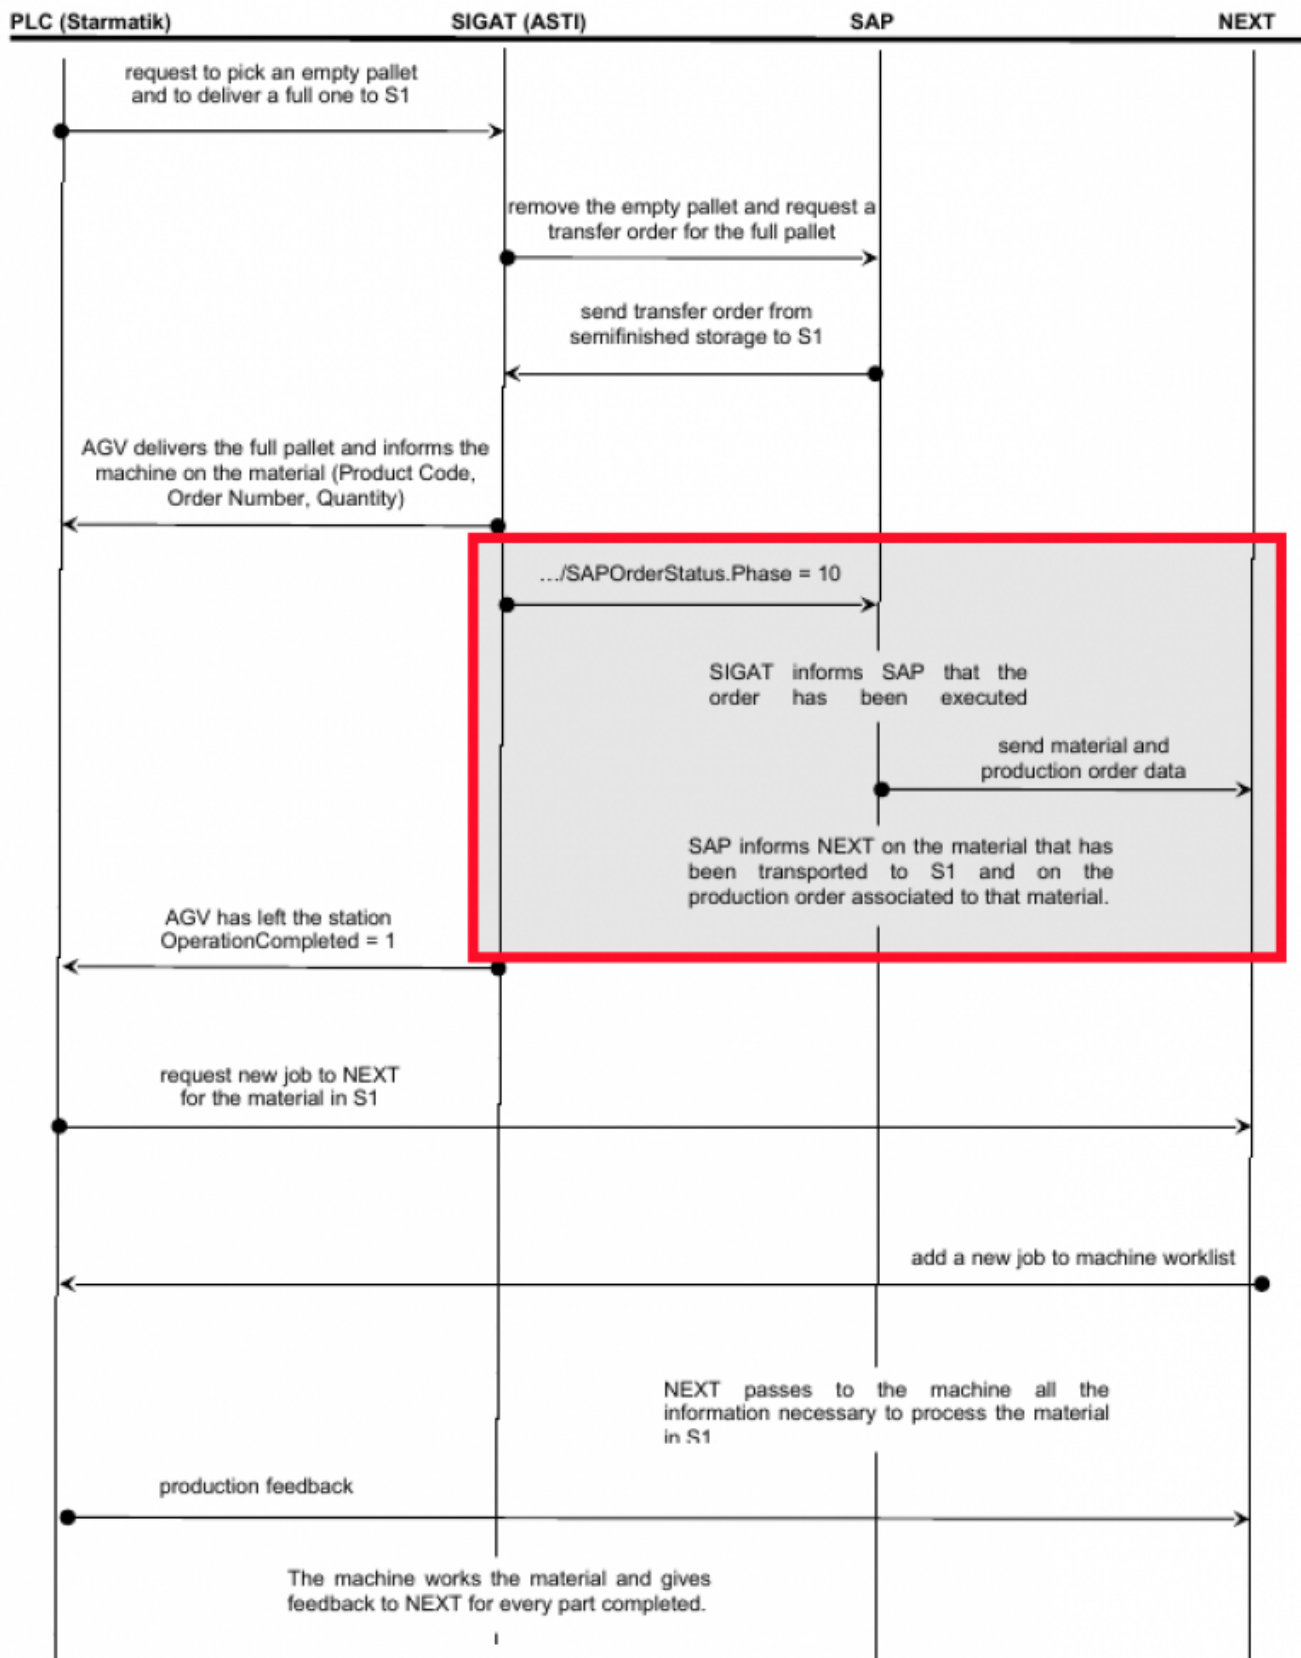 PLC (Starmatik) SIGAT (ASTI) SAP NEXT
request to pick an empty pallet
and to deliver a full one to S1
remove the empty pallet and request a
transfer order for the full pallet
send transfer order from
semifinished storage to S1
AGV delivers the full pallet and informs the
machine on the material (Product Code,
Order Number, Quantity)
.../SAPOrderStatus.Phase = 10
SIGAT informs SAP that the
order has been executed
send material and
production order data
SAP informs NEXT on the material that has
been transported to S1 and on the
production order associated to that material.
AGV has left the station
OperationCompleted = 1
request new job to NEXT
for the material in S1
add a new job to machine worklist
NEXT passes to the machine all the
information necessary to process the material
in S1
production feedback
The machine works the material and gives
feedback to NEXT for every part completed.